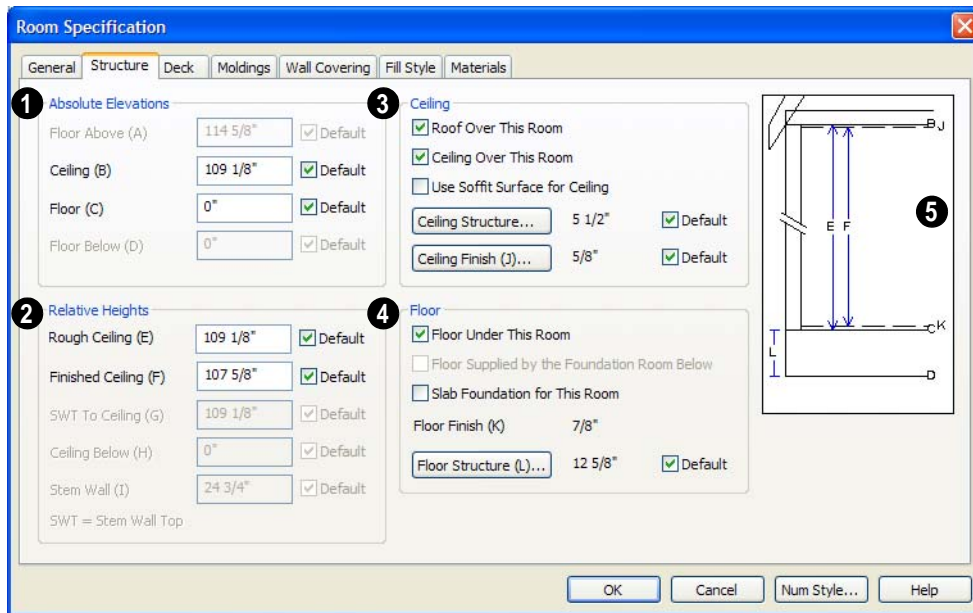 Room Specification
General Structure Deck Moldings Wall Covering Fill Style Materials
1 Absolute Elevations
Floor Above (A) 114 5/8" Default
Ceiling (B) 109 1/8" Default
Floor (C) 0" Default
Floor Below (D) 0" Default
2 Relative Heights
Rough Ceiling (E) 109 1/8" Default
Finished Ceiling (F) 107 5/8" Default
SWT To Ceiling (G) 109 1/8" Default
Ceiling Below (H) 0" Default
Stem Wall (I) 24 3/4" Default
SWT = Stem Wall Top
3 Ceiling
Roof Over This Room
Ceiling Over This Room
Use Soffit Surface for Ceiling
Ceiling Structure... 5 1/2" Default
Ceiling Finish (J)... 5/8" Default
4 Floor
Floor Under This Room
Floor Supplied by the Foundation Room Below
Slab Foundation for This Room
Floor Finish (K) 7/8"
Floor Structure (L)... 12 5/8" Default
B J
5
E F
C K
L
D
OK Cancel Num Style... Help